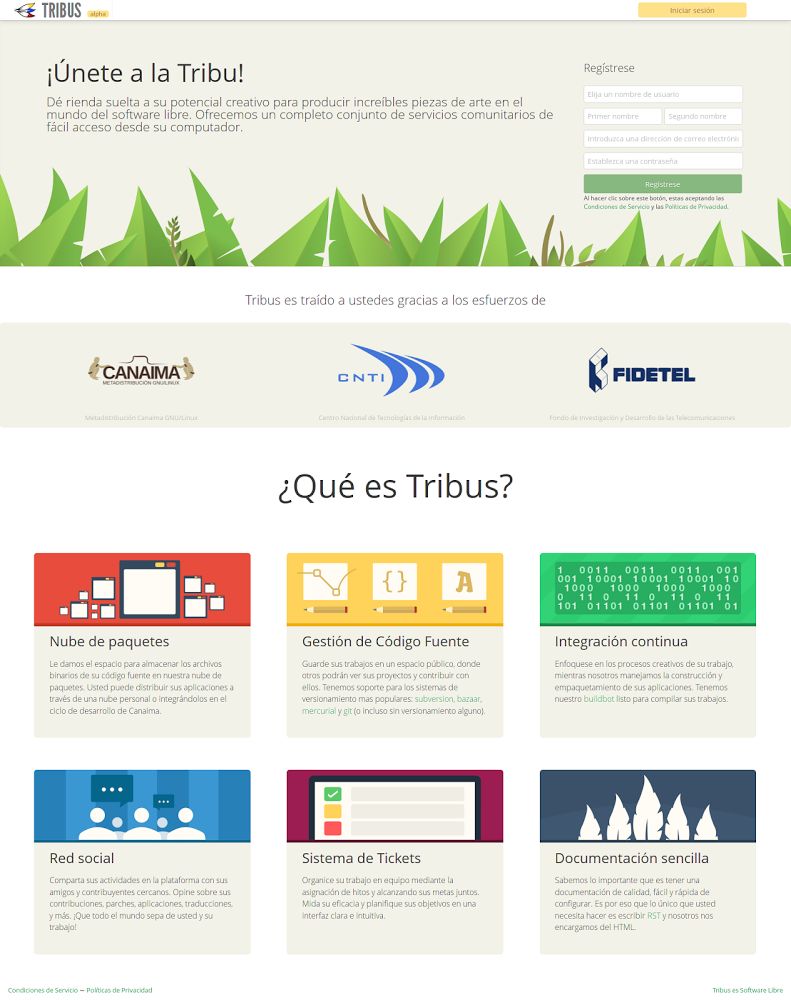 TRIBUS alpha
Iniciar sesión
¡Únete a la Tribu!
Dé rienda suelta a su potencial creativo para producir increíbles piezas de arte en el
mundo del software libre. Ofrecemos un completo conjunto de servicios comunitarios de
fácil acceso desde su computador.
Regístrese
Elija un nombre de usuario
Primer nombre
Segundo nombre
Introduzca una dirección de correo electróni
Establezca una contraseña
Regístrese
Al hacer clic sobre este botón, estas aceptando las
Condiciones de Servicio y las Políticas de Privacidad.
Tribus es traído a ustedes gracias a los esfuerzos de
CANAIMA
METADISTRIBUCIÓN GNU/LINUX
CNTI
FIDETEL
Metadistribución Canaima GNU/Linux
Centro Nacional de Tecnologías de la Información
Fondo de Investigación y Desarrollo de las Telecomunicaciones
¿Qué es Tribus?
{}
A
1 0011 0011 0011 001
001 10001 10001 10001 10
1000 1000 1000 1000
0 11 0 11 0 11 0 11
101 01101 01101 01101 01
Nube de paquetes
Le damos el espacio para almacenar los archivos
binarios de su código fuente en nuestra nube de
paquetes. Usted puede distribuir sus aplicaciones a
través de una nube personal o integrándolos en el
ciclo de desarrollo de Canaima.
Gestión de Código Fuente
Guarde sus trabajos en un espacio público, donde
otros podrán ver sus proyectos y contribuir con
ellos. Tenemos soporte para los sistemas de
versionamiento mas populares: subversion, bazaar,
mercurial y git (o incluso sin versionamiento alguno).
Integración continua
Enfoquese en los procesos creativos de su trabajo,
mientras nosotros manejamos la construcción y
empaquetamiento de sus aplicaciones. Tenemos
nuestro buildbot listo para compilar sus trabajos.
Red social
Comparta sus actividades en la plataforma con sus
amigos y contribuyentes cercanos. Opine sobre sus
contribuciones, parches, aplicaciones, traducciones,
y más. ¡Que todo el mundo sepa de usted y su
trabajo!
Sistema de Tickets
Organice su trabajo en equipo mediante la
asignación de hitos y alcanzando sus metas juntos.
Mida su eficacia y planifique sus objetivos en una
interfaz clara e intuitiva.
Documentación sencilla
Sabemos lo importante que es tener una
documentación de calidad, fácil y rápida de
configurar. Es por eso que lo único que usted
necesita hacer es escribir RST y nosotros nos
encargamos del HTML.
Condiciones de Servicio — Políticas de Privacidad
Tribus es Software Libre